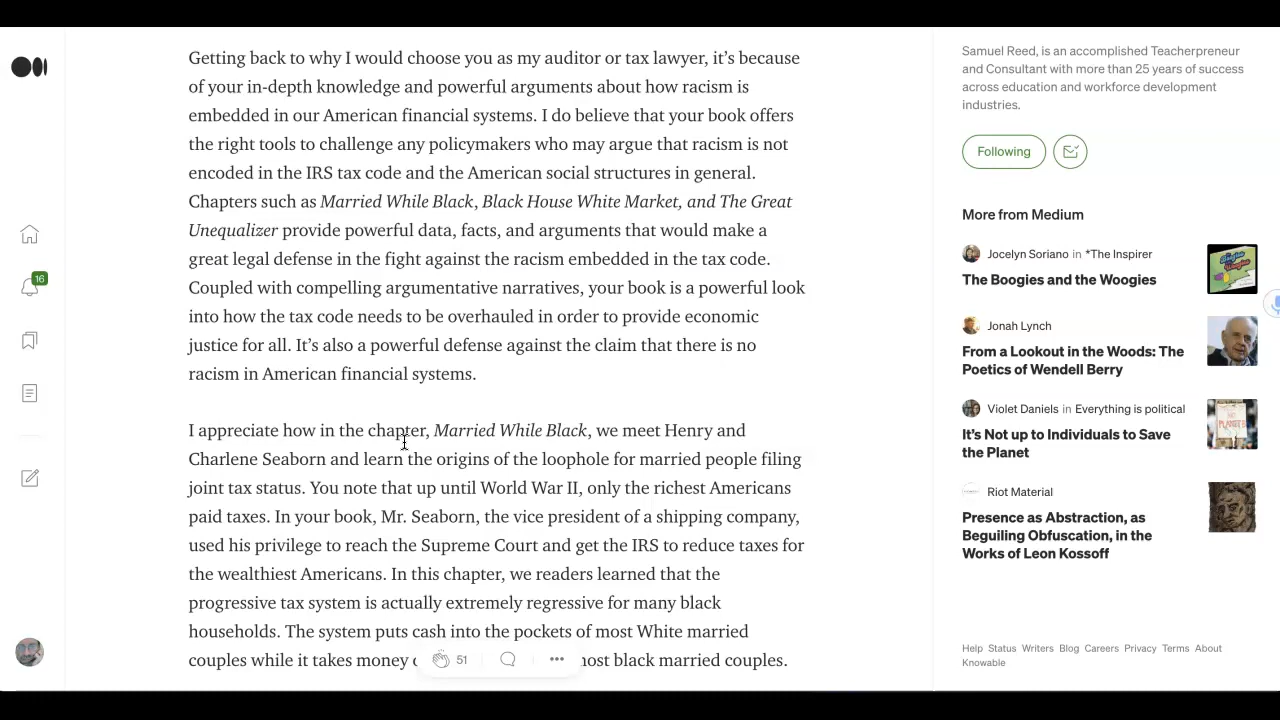 Getting back to why I would choose you as my auditor or tax lawyer, it’s because
of your in-depth knowledge and powerful arguments about how racism is
embedded in our American financial systems. I do believe that your book offers
the right tools to challenge any policymakers who may argue that racism is not
encoded in the IRS tax code and the American social structures in general.
Chapters such as Married While Black, Black House White Market, and The Great
Unequalizer provide powerful data, facts, and arguments that would make a
great legal defense in the fight against the racism embedded in the tax code.
Coupled with compelling argumentative narratives, your book is a powerful look
into how the tax code needs to be overhauled in order to provide economic
justice for all. It’s also a powerful defense against the claim that there is no
racism in American financial systems.
I appreciate how in the chapter, Married While Black, we meet Henry and
Charlene Seaborn and learn the origins of the loophole for married people filing
joint tax status. You note that up until World War II, only the richest Americans
paid taxes. In your book, Mr. Seaborn, the vice president of a shipping company,
used his privilege to reach the Supreme Court and get the IRS to reduce taxes for
the wealthiest Americans. In this chapter, we readers learned that the
progressive tax system is actually extremely regressive for many black
households. The system puts cash into the pockets of most White married
couples while it takes money most black married couples.
51
16
Samuel Reed, is an accomplished Teacherpreneur
and Consultant with more than 25 years of success
across education and workforce development
industries.
Following
More from Medium
Jocelyn Soriano in *The Inspirer
The Boogies and the Woogies
Jonah Lynch
From a Lookout in the Woods: The
Poetics of Wendell Berry
Violet Daniels in Everything is political
It’s Not up to Individuals to Save
the Planet
Riot Material
Presence as Abstraction, as
Beguiling Obfuscation, in the
Works of Leon Kossoff
Help Status Writers Blog Careers Privacy Terms About
Knowable